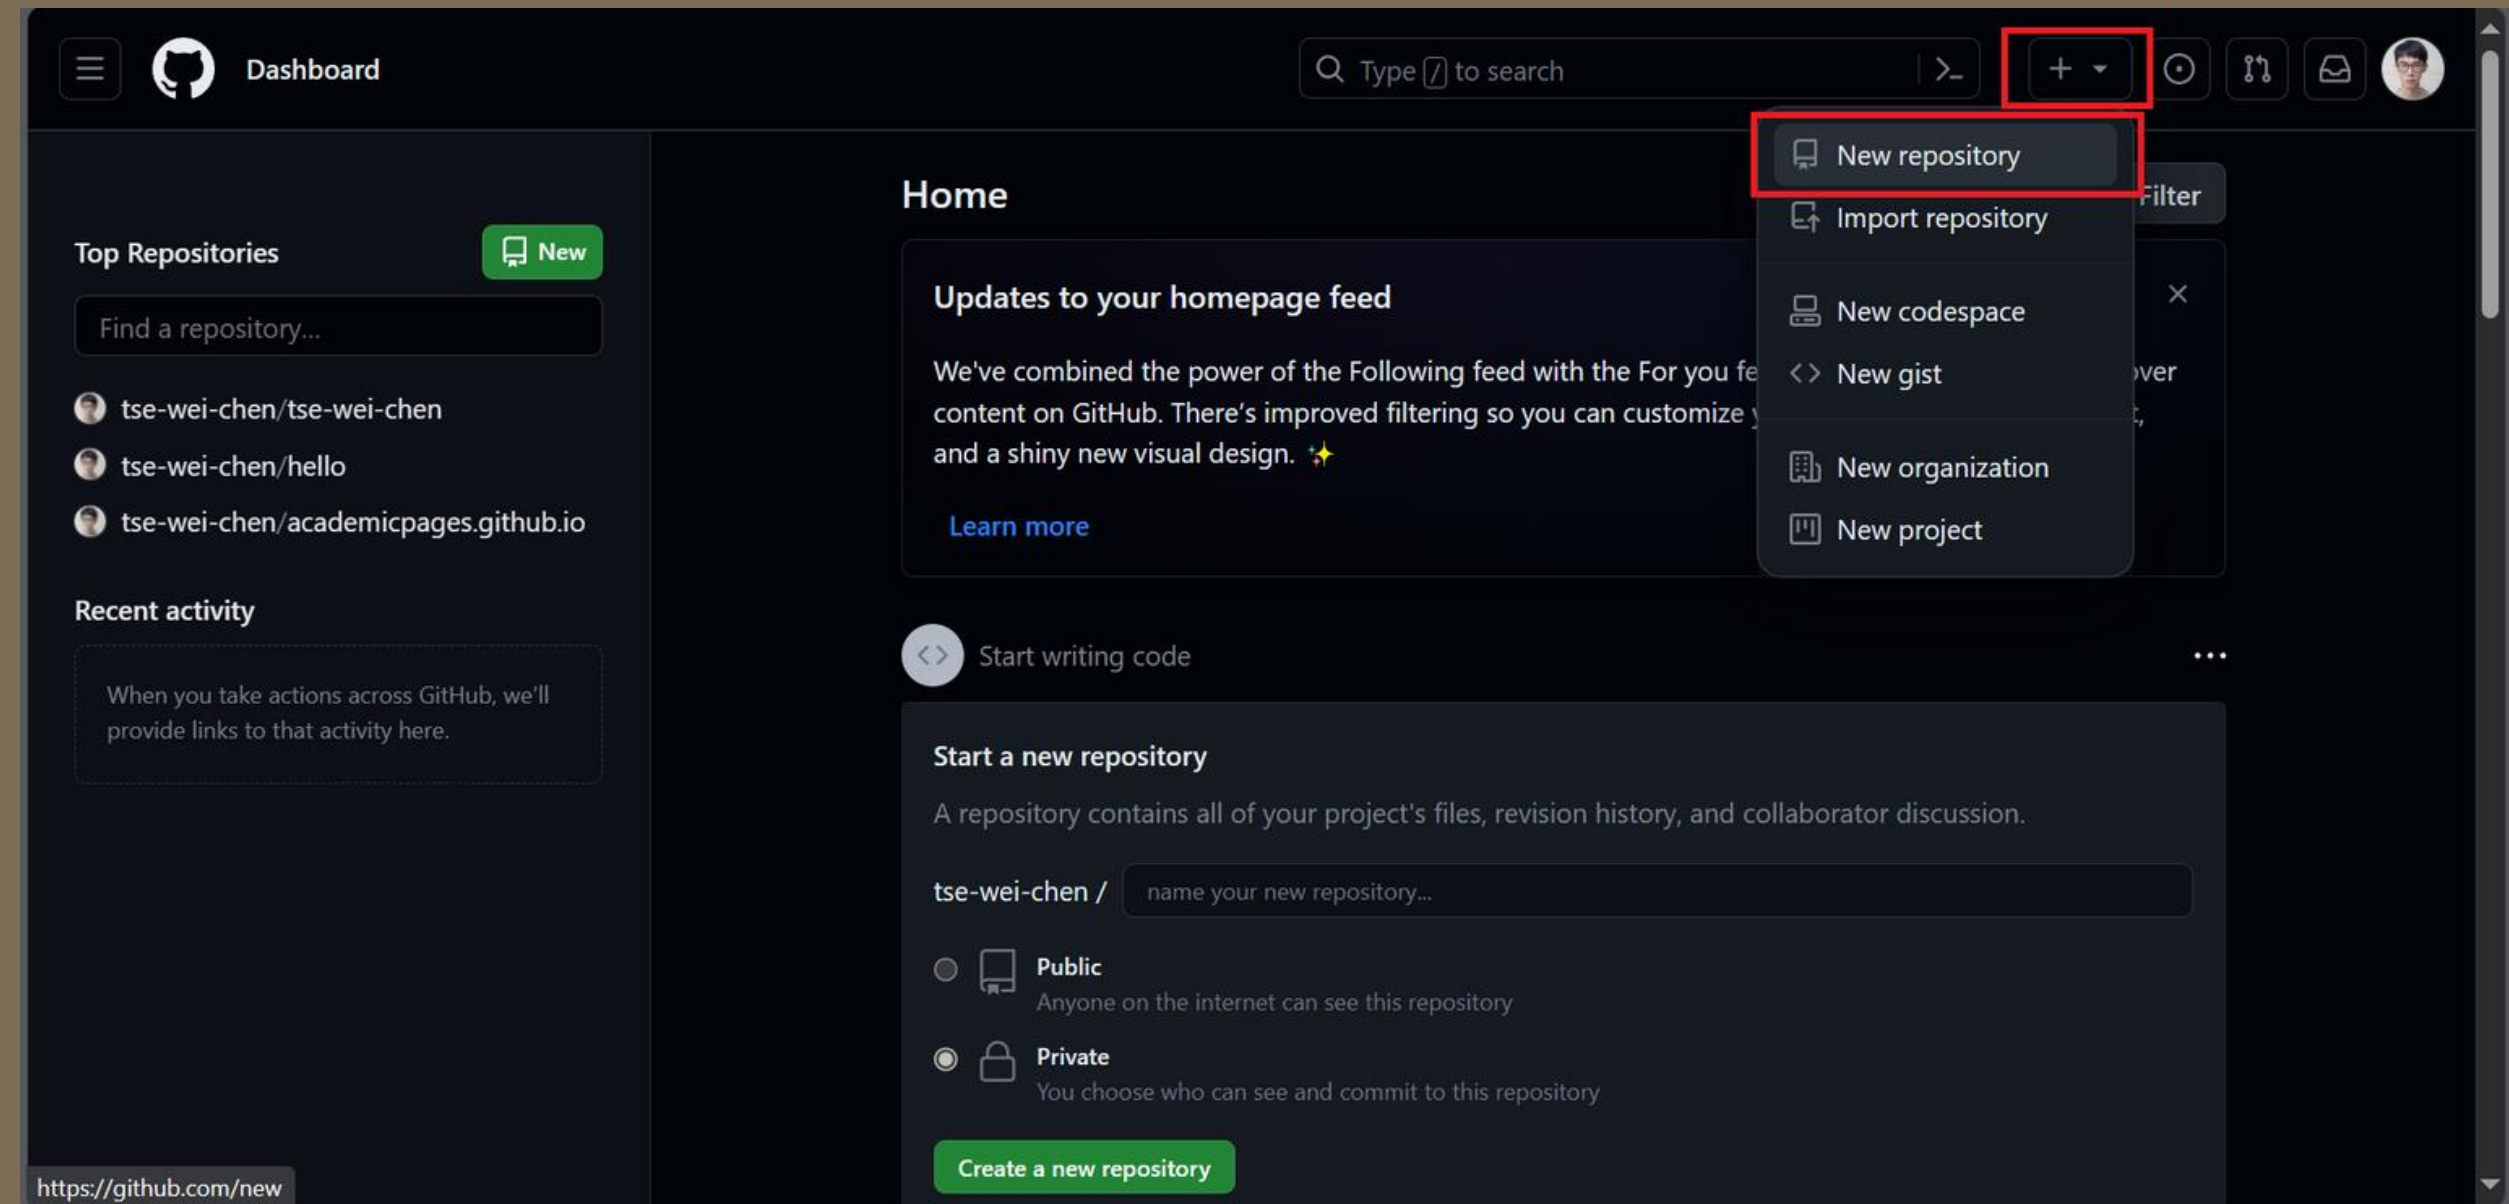 Dashboard
Type / to search
New repository
Import repository
New codespace
New gist
New organization
New project
Top Repositories
New
Find a repository...
tse-wei-chen/tse-wei-chen
tse-wei-chen/hello
tse-wei-chen/academicpages.github.io
Recent activity
When you take actions across GitHub, we'll
provide links to that activity here.
Home
Filter
Updates to your homepage feed
We've combined the power of the Following feed with the For you fe
content on GitHub. There's improved filtering so you can customize
and a shiny new visual design. ✨
Learn more
Start writing code
Start a new repository
A repository contains all of your project's files, revision history, and collaborator discussion.
tse-wei-chen / name your new repository...
Public
Anyone on the internet can see this repository
Private
You choose who can see and commit to this repository
Create a new repository
https://github.com/new